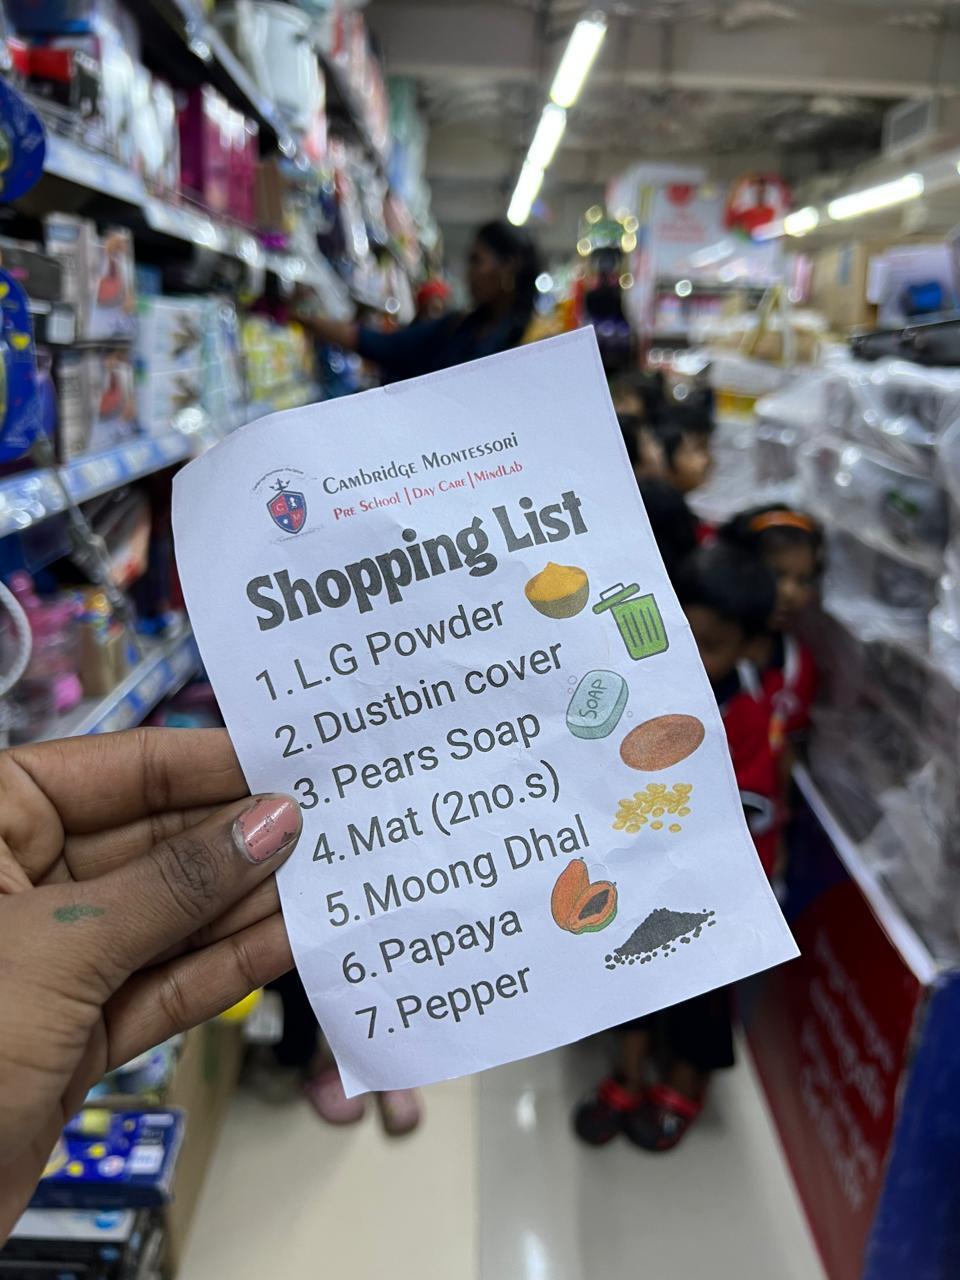 Cambridge Montessori
Pre School | Day Care | MindLab
Shopping List
1. L.G Powder
2. Dustbin cover
SOAP
3. Pears Soap
4. Mat (2no.s)
5. Moong Dhal
6. Papaya
7. Pepper